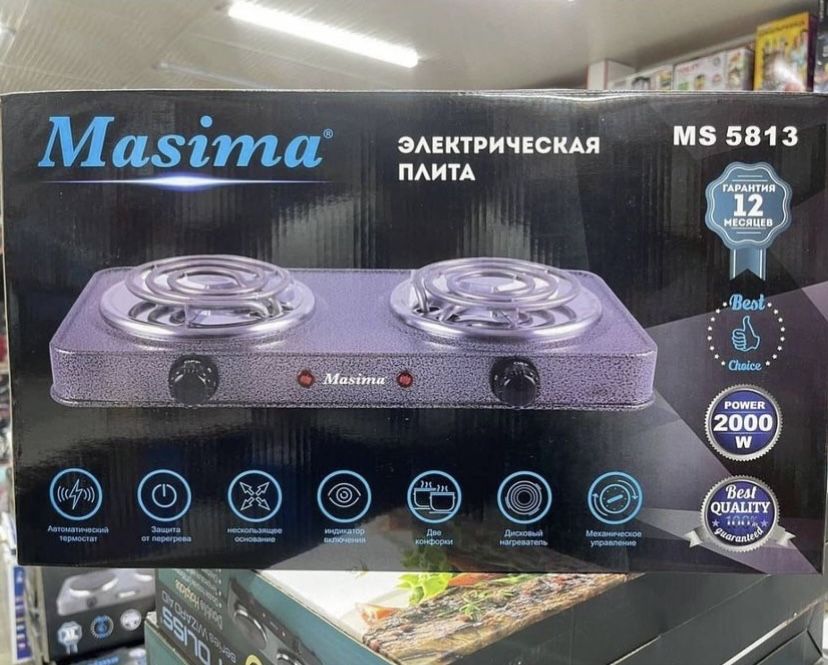 Masima®
ЭЛЕКТРИЧЕСКАЯ
ПЛИТА
MS 5813
ГАРАНТИЯ
12
МЕСЯЦЕВ
Best
Choice
Masima
POWER
2000
W
Best
QUALITY
100%
guaranteed
Автоматический
термостат
Защита
от перегрева
нескользящее
основание
индикатор
включения
Две
конфорки
Дисковый
нагреватель
Механическое
управление